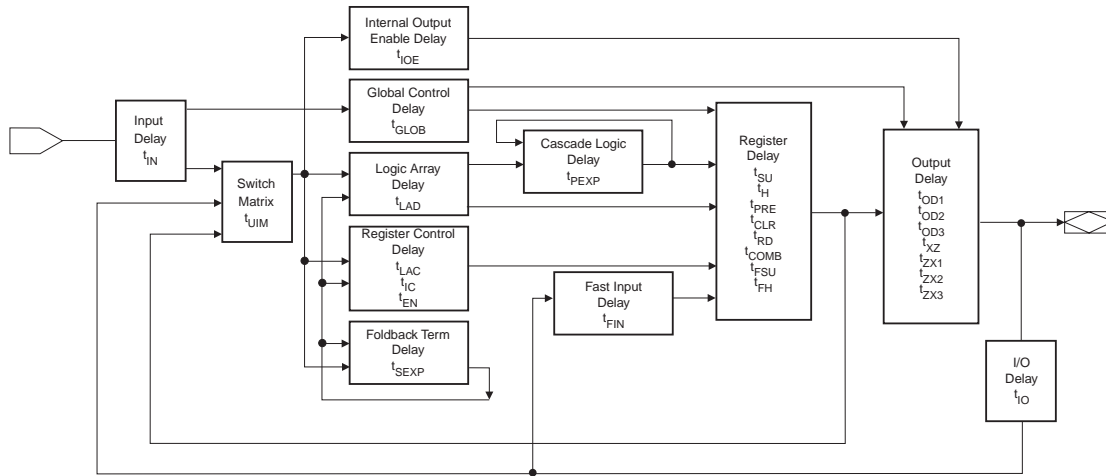 Internal Output
Enable Delay
tIOE
Global Control
Delay
tGLOB
Input
Delay
tIN
Switch
Matrix
tUIM
Logic Array
Delay
tLAD
Cascade Logic
Delay
tPEXP
Register Control
Delay
tLAC
tIC
tEN
Foldback Term
Delay
tSEXP
Fast Input
Delay
tFIN
Register
Delay
tSU
tH
tPRE
tCLR
tRD
tCOMB
tFSU
tFH
Output
Delay
tOD1
tOD2
tOD3
tXZ
tZX1
tZX2
tZX3
I/O
Delay
tIO